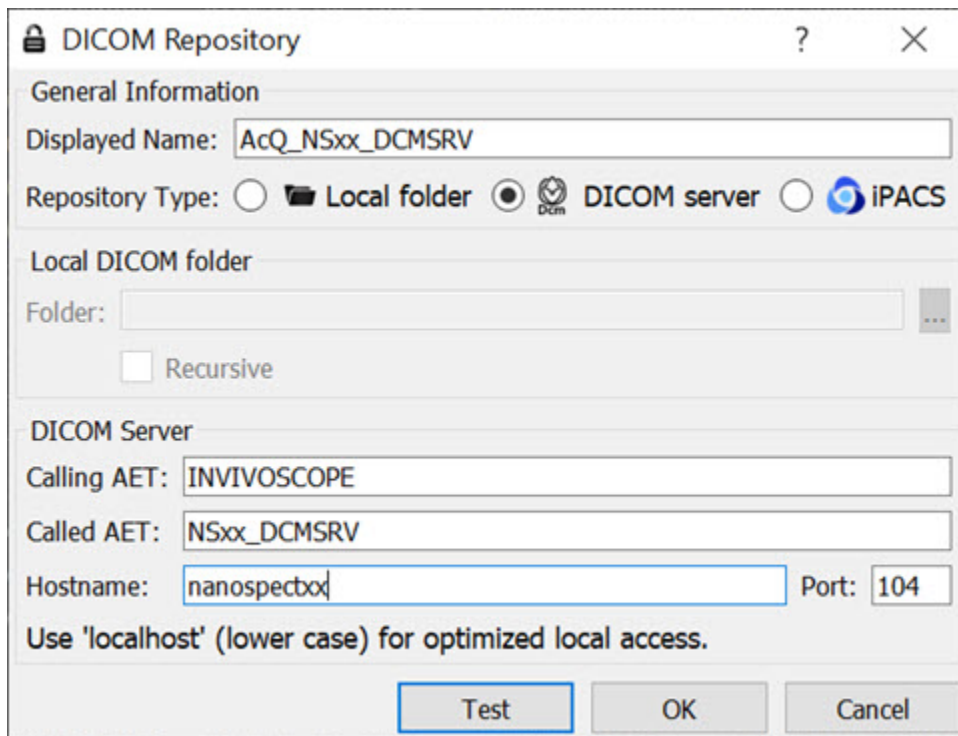 DICOM Repository ?
General Information
Displayed Name: AcQ_NSxx_DCMSRV
Repository Type: Local folder Dcm DICOM server iPACS
Local DICOM folder
Folder: ...
Recursive
DICOM Server
Calling AET: INVIVOSCOPE
Called AET: NSxx_DCMSRV
Hostname: nanospectxx Port: 104
Use 'localhost' (lower case) for optimized local access.
Test OK Cancel